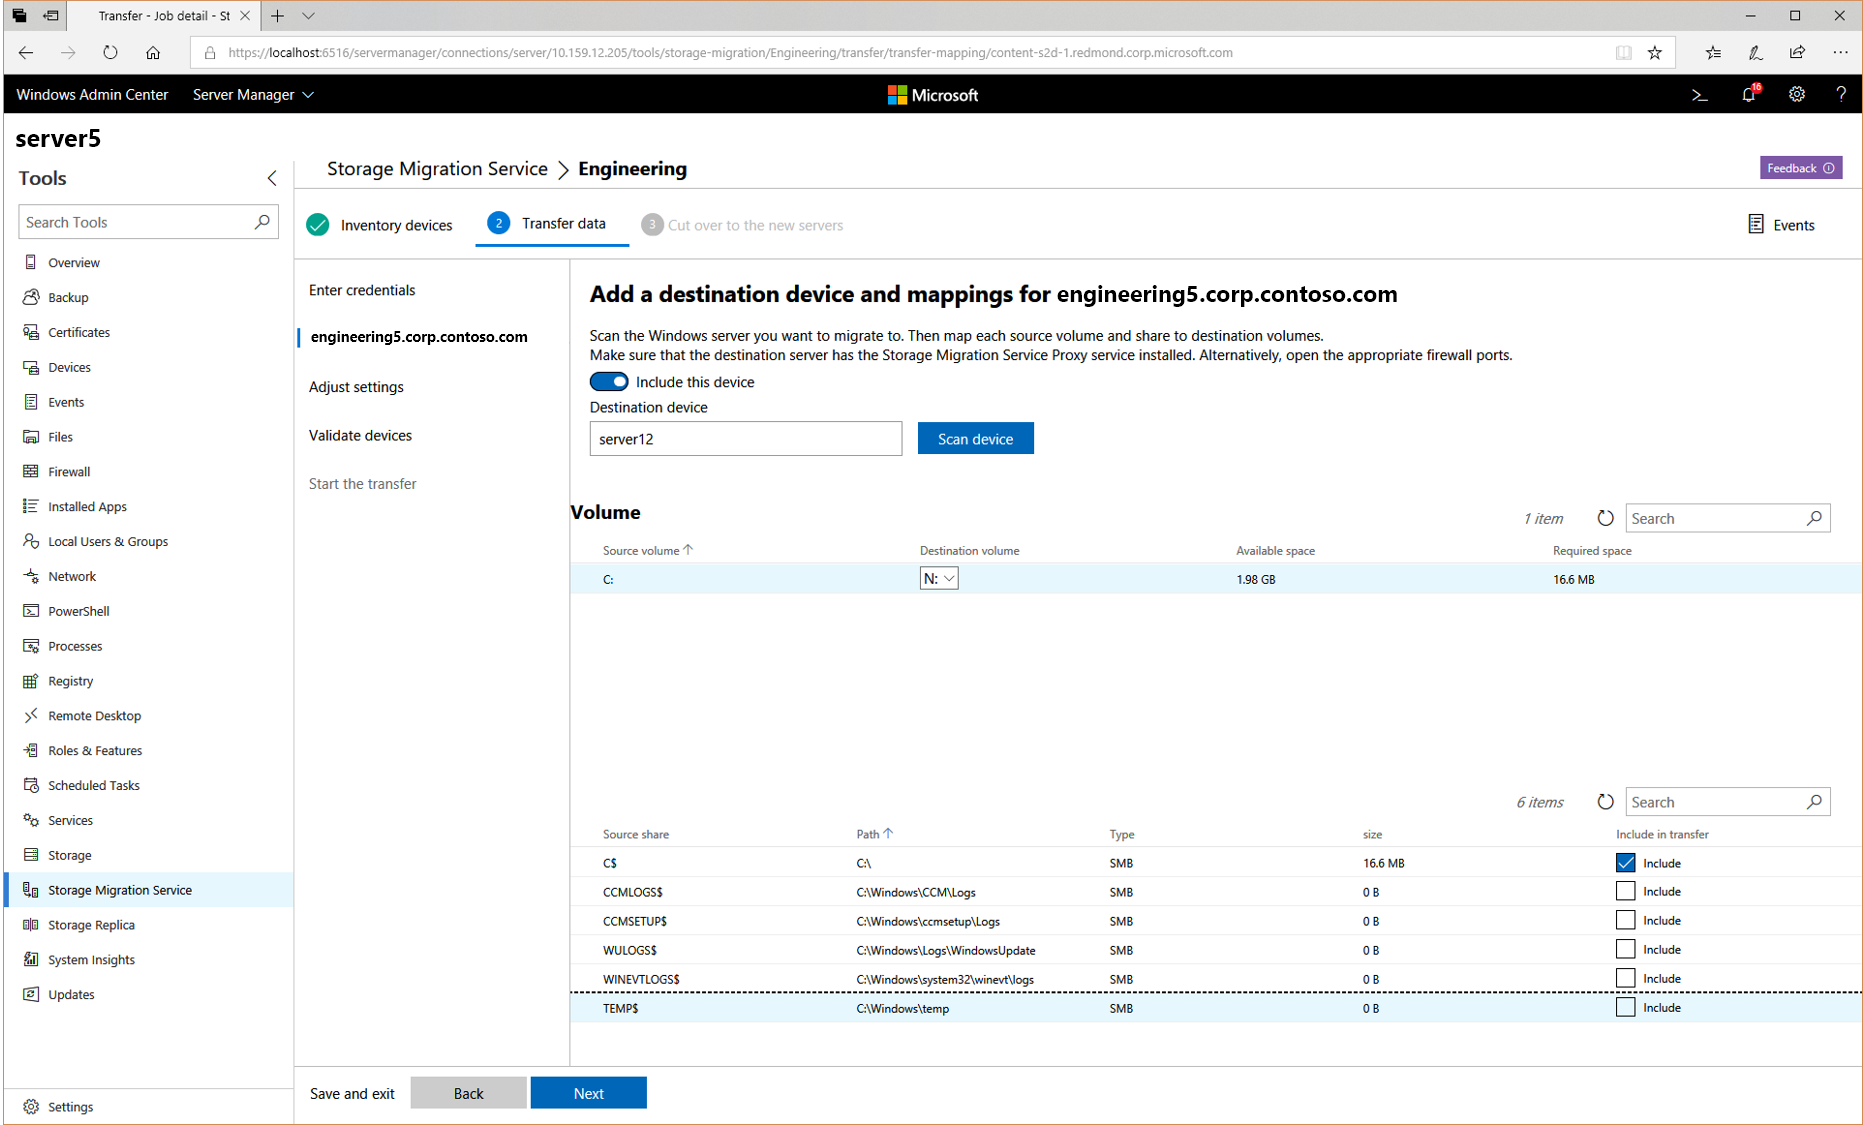 Transfer - Job detail - St
https://localhost:6516/servermanager/connections/server/10.159.12.205/tools/storage-migration/Engineering/transfer/transfer-mapping/content-s2d-1.redmond.corp.microsoft.com
Windows Admin Center Server Manager Microsoft 16 ?
server5
Tools
Search Tools
Overview
Backup
Certificates
Devices
Events
Files
Firewall
Installed Apps
Local Users & Groups
Network
PowerShell
Processes
Registry
Remote Desktop
Roles & Features
Scheduled Tasks
Services
Storage
Storage Migration Service
Storage Replica
System Insights
Updates
Settings
Storage Migration Service > Engineering
Feedback
Inventory devices 2 Transfer data 3 Cut over to the new servers
Events
Enter credentials
engineering5.corp.contoso.com
Adjust settings
Validate devices
Start the transfer
Add a destination device and mappings for engineering5.corp.contoso.com
Scan the Windows server you want to migrate to. Then map each source volume and share to destination volumes.
Make sure that the destination server has the Storage Migration Service Proxy service installed. Alternatively, open the appropriate firewall ports.
Include this device
Destination device
server12 Scan device
Volume
1 item Search
Source volume Destination volume Available space Required space
C: N: 1.98 GB 16.6 MB
6 items Search
Source share Path Type size Include in transfer
C$ C:\ SMB 16.6 MB Include
CCMLOGS$ C:\Windows\CCM\Logs SMB 0 B Include
CCMSETUP$ C:\Windows\ccmsetup\Logs SMB 0 B Include
WULOGS$ C:\Windows\Logs\WindowsUpdate SMB 0 B Include
WINEVTLOGS$ C:\Windows\system32\winevt\logs SMB 0 B Include
TEMP$ C:\Windows\temp SMB 0 B Include
Save and exit Back Next